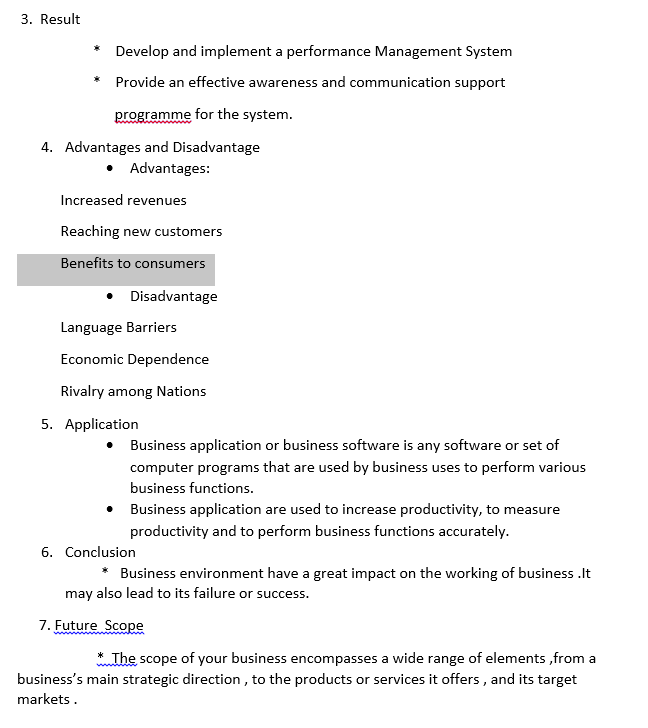 3. Result
* Develop and implement a performance Management System
* Provide an effective awareness and communication support
programme for the system.
4. Advantages and Disadvantage
• Advantages:
Increased revenues
Reaching new customers
Benefits to consumers
• Disadvantage
Language Barriers
Economic Dependence
Rivalry among Nations
5. Application
• Business application or business software is any software or set of
computer programs that are used by business uses to perform various
business functions.
• Business application are used to increase productivity, to measure
productivity and to perform business functions accurately.
6. Conclusion
* Business environment have a great impact on the working of business .It
may also lead to its failure or success.
7. Future Scope
* The scope of your business encompasses a wide range of elements ,from a
business's main strategic direction , to the products or services it offers , and its target
markets .